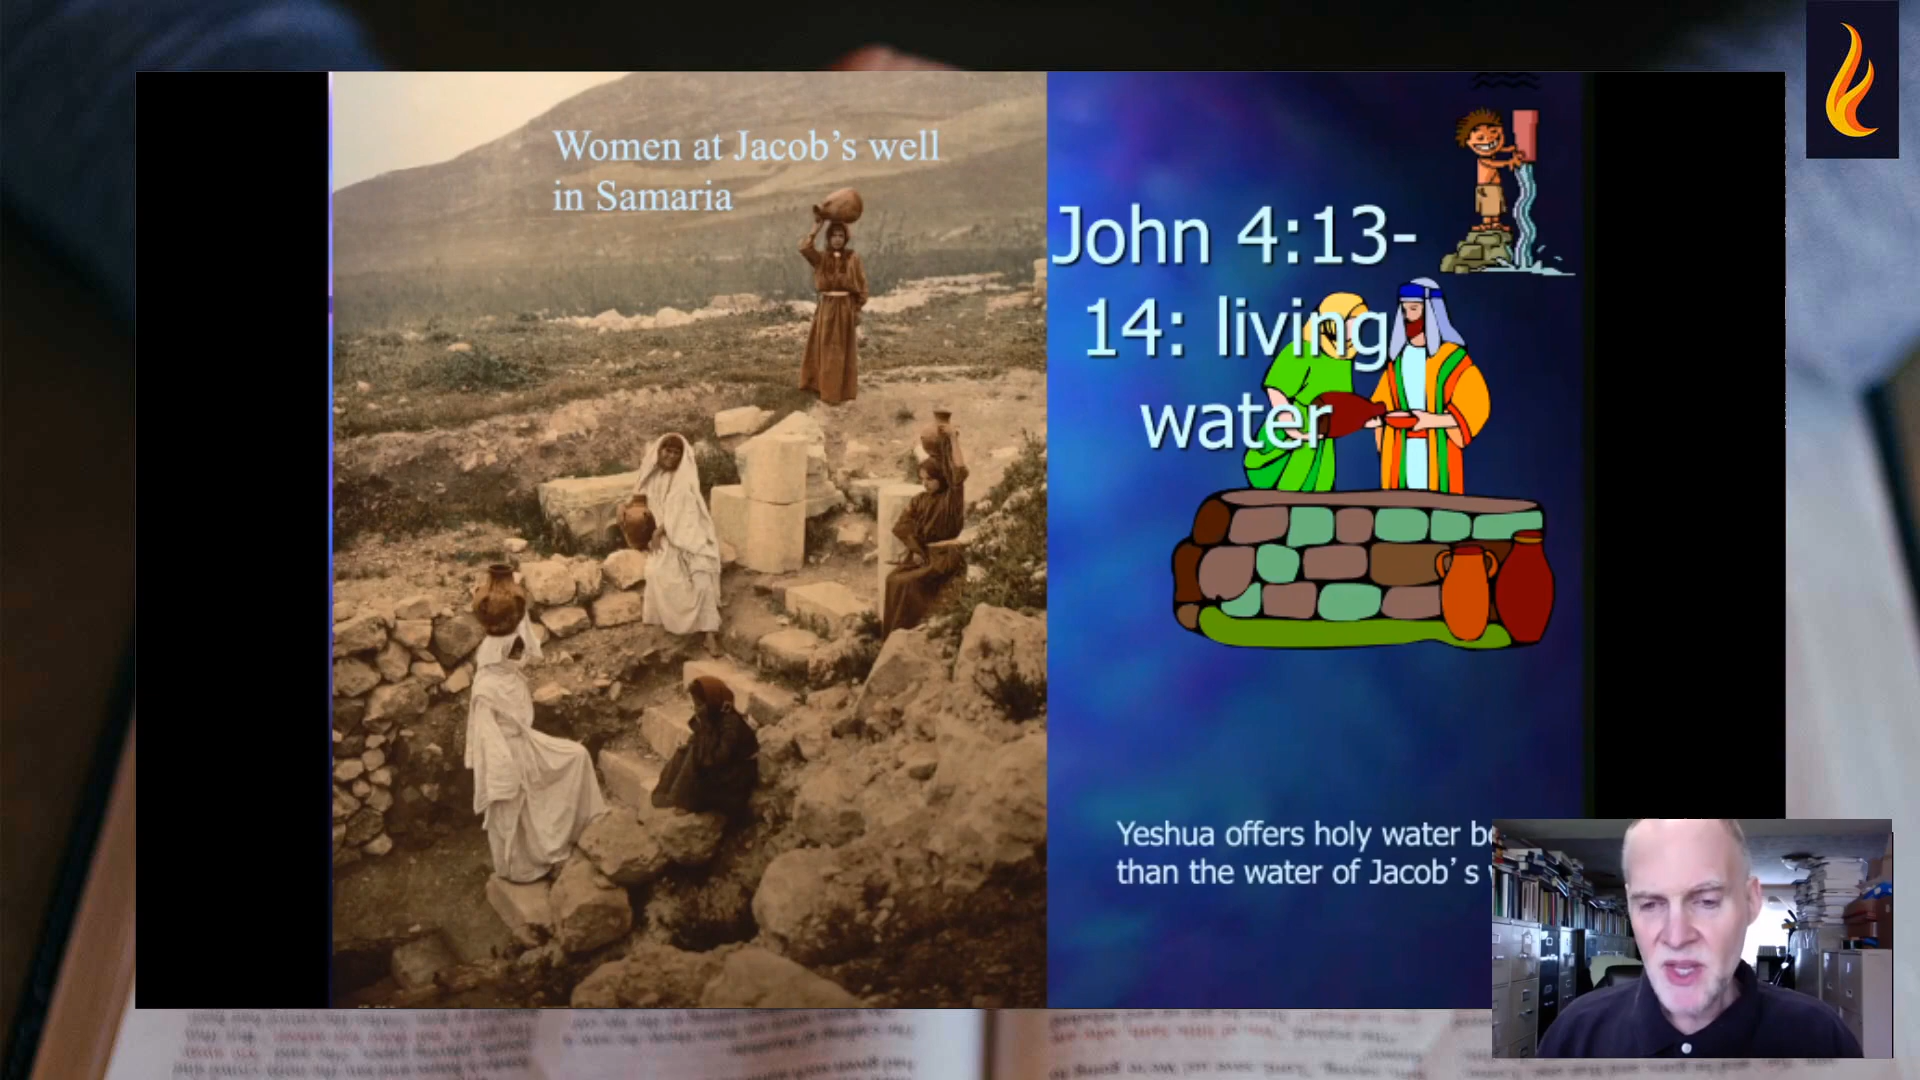 Women at Jacob’s well
in Samaria
John 4:13-
14: living
water
Yeshua offers holy water
than the water of Jacob’s